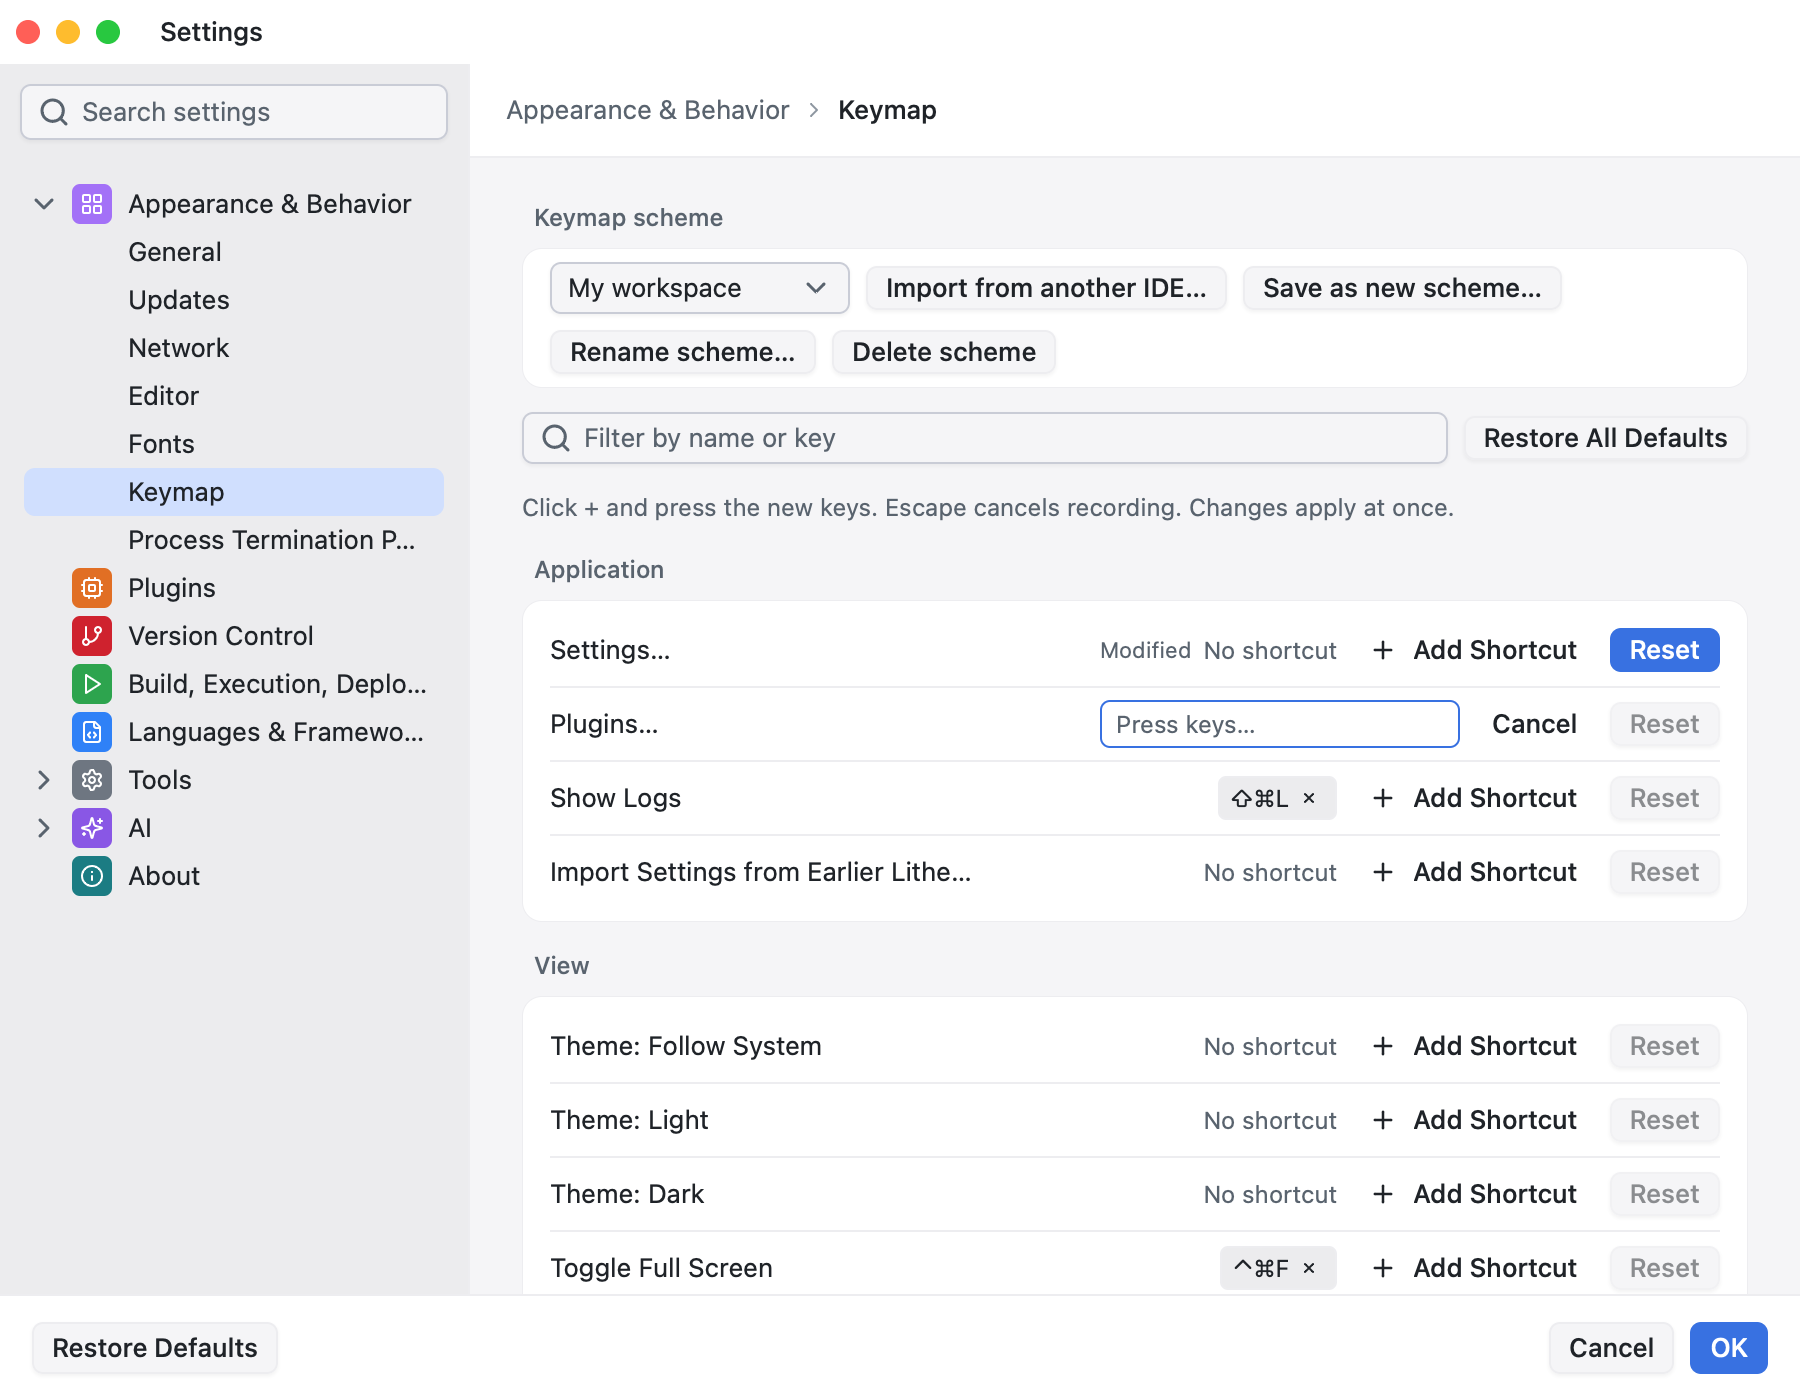 Settings
Search settings
Appearance & Behavior
General
Updates
Network
Editor
Fonts
Keymap
Process Termination P...
Plugins
Version Control
Build, Execution, Deplo...
Languages & Framewo...
Tools
AI
About
Appearance & Behavior > Keymap
Keymap scheme
My workspace Import from another IDE... Save as new scheme...
Rename scheme... Delete scheme
Filter by name or key Restore All Defaults
Click + and press the new keys. Escape cancels recording. Changes apply at once.
Application
Settings... Modified No shortcut + Add Shortcut Reset
Plugins... Press keys... Cancel Reset
Show Logs ⇧⌘L × + Add Shortcut Reset
Import Settings from Earlier Lithe... No shortcut + Add Shortcut Reset
View
Theme: Follow System No shortcut + Add Shortcut Reset
Theme: Light No shortcut + Add Shortcut Reset
Theme: Dark No shortcut + Add Shortcut Reset
Toggle Full Screen ^⌘F × + Add Shortcut Reset
Restore Defaults Cancel OK